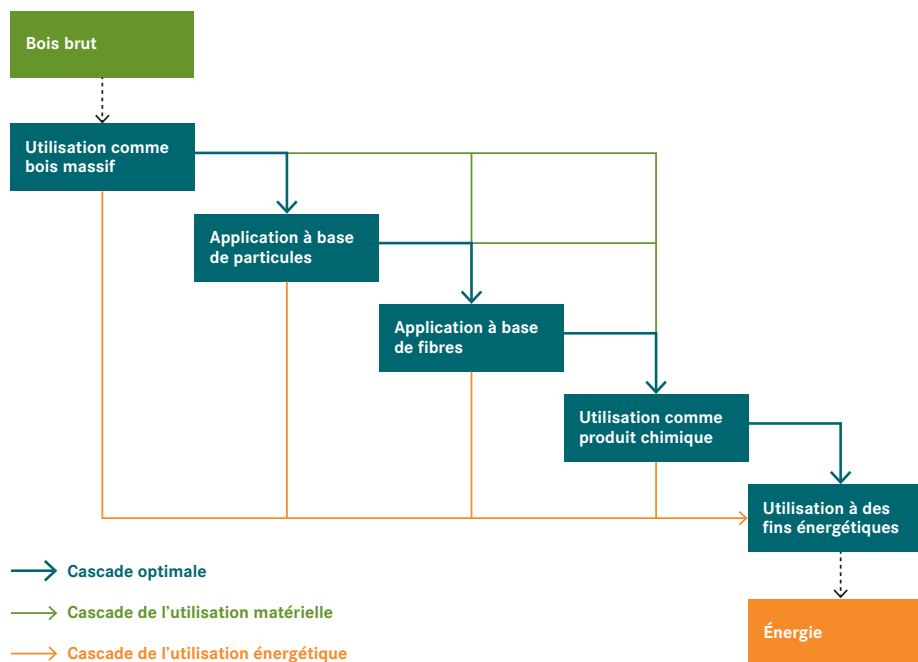 Bois brut
Utilisation comme
bois massif
Application à base
de particules
Application à base
de fibres
Utilisation comme
produit chimique
Utilisation à des
fins énergétiques
Cascade optimale
Cascade de l’utilisation matérielle
Énergie
Cascade de l’utilisation énergétique